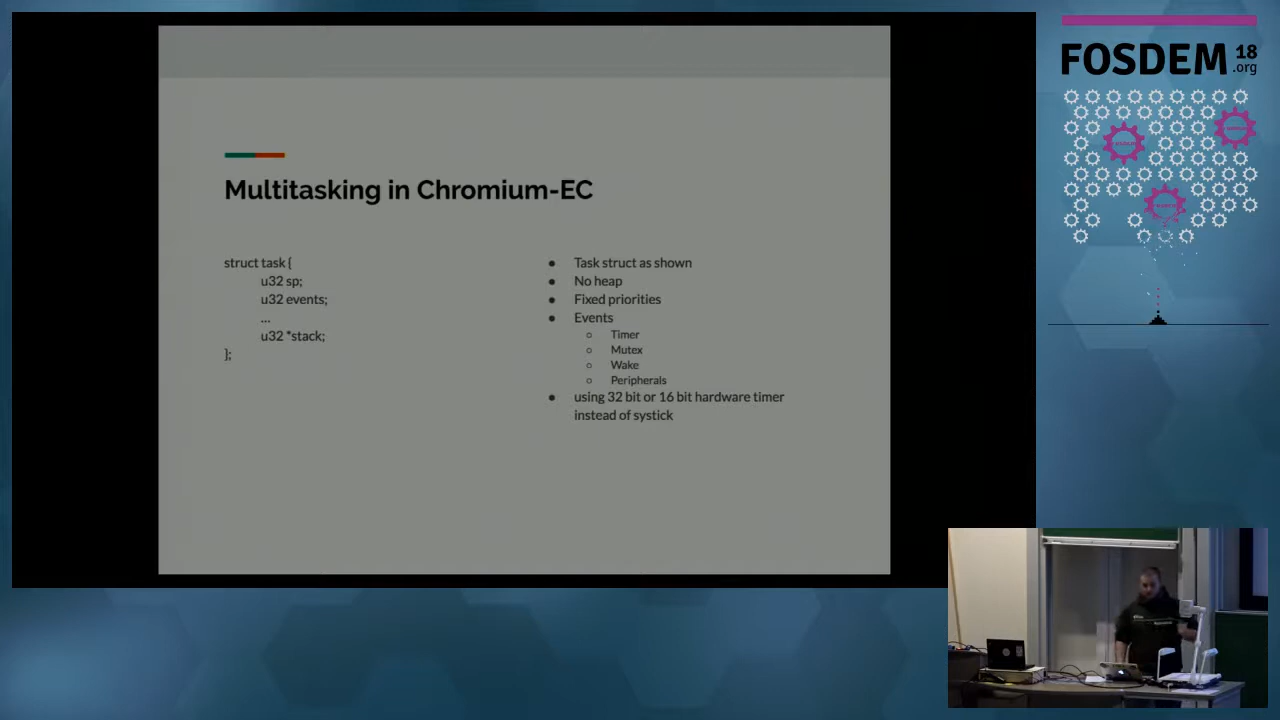 Multitasking in Chromium-EC
struct task {
u32 sp;
u32 events;
...
u32 *stack;
};
● Task struct as shown
● No heap
● Fixed priorities
● Events
○ Timer
○ Mutex
○ Wake
○ Peripherals
● using 32 bit or 16 bit hardware timer
instead of systick
FOSDEM 18
.org